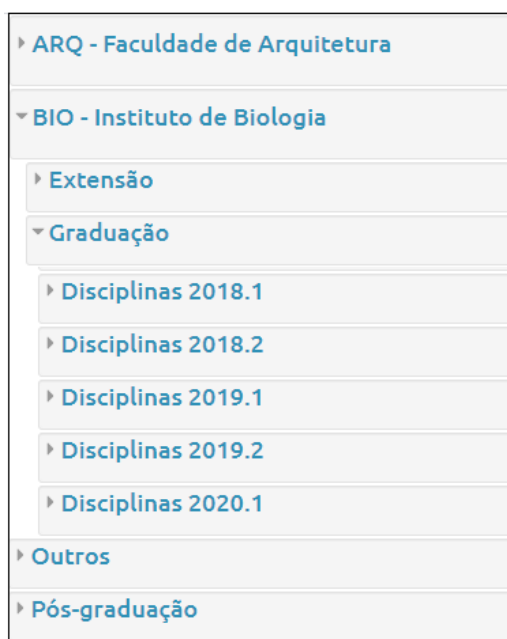 ARQ - Faculdade de Arquitetura
BIO - Instituto de Biologia
Extensão
Graduação
Disciplinas 2018.1
Disciplinas 2018.2
Disciplinas 2019.1
Disciplinas 2019.2
Disciplinas 2020.1
Outros
Pós-graduação